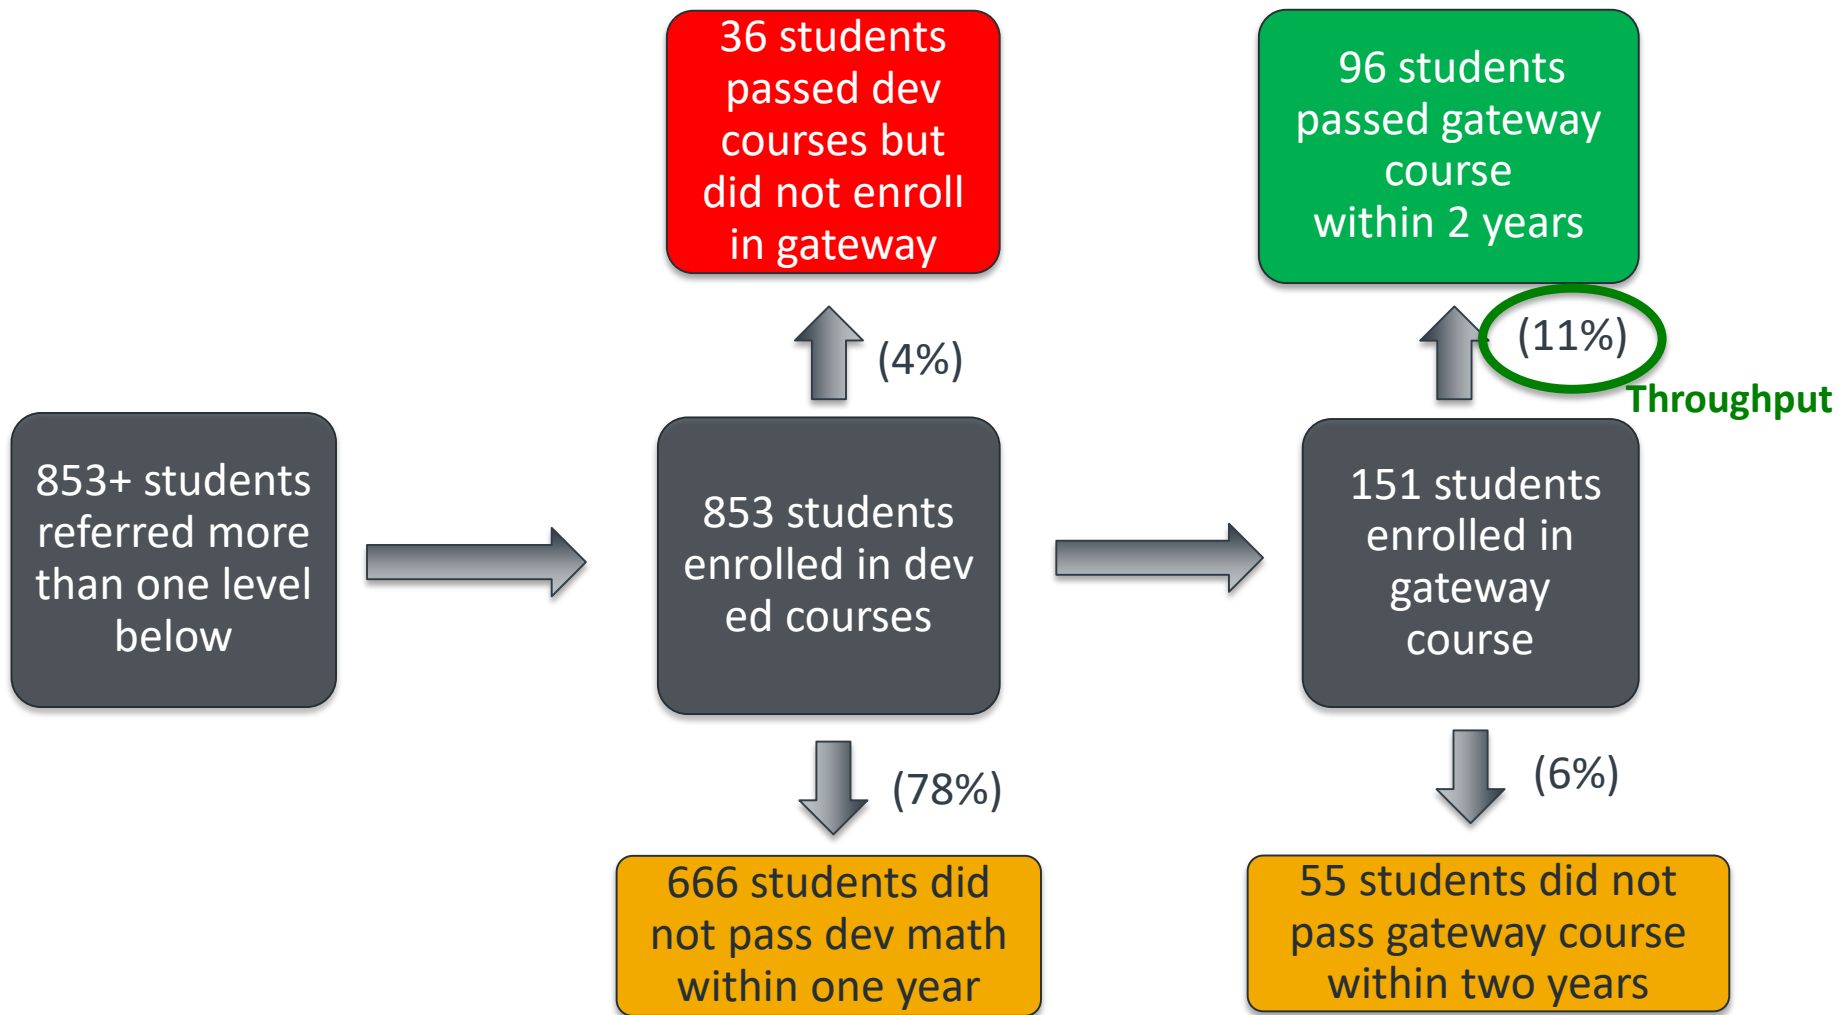 36 students
passed dev
courses but
did not enroll
in gateway
96 students
passed gateway
course
within 2 years
(4%)
(11%)
Throughput
853+ students
referred more
than one level
below
853 students
enrolled in dev
ed courses
151 students
enrolled in
gateway
course
(78%)
(6%)
666 students did
not pass dev math
within one year
55 students did not
pass gateway course
within two years